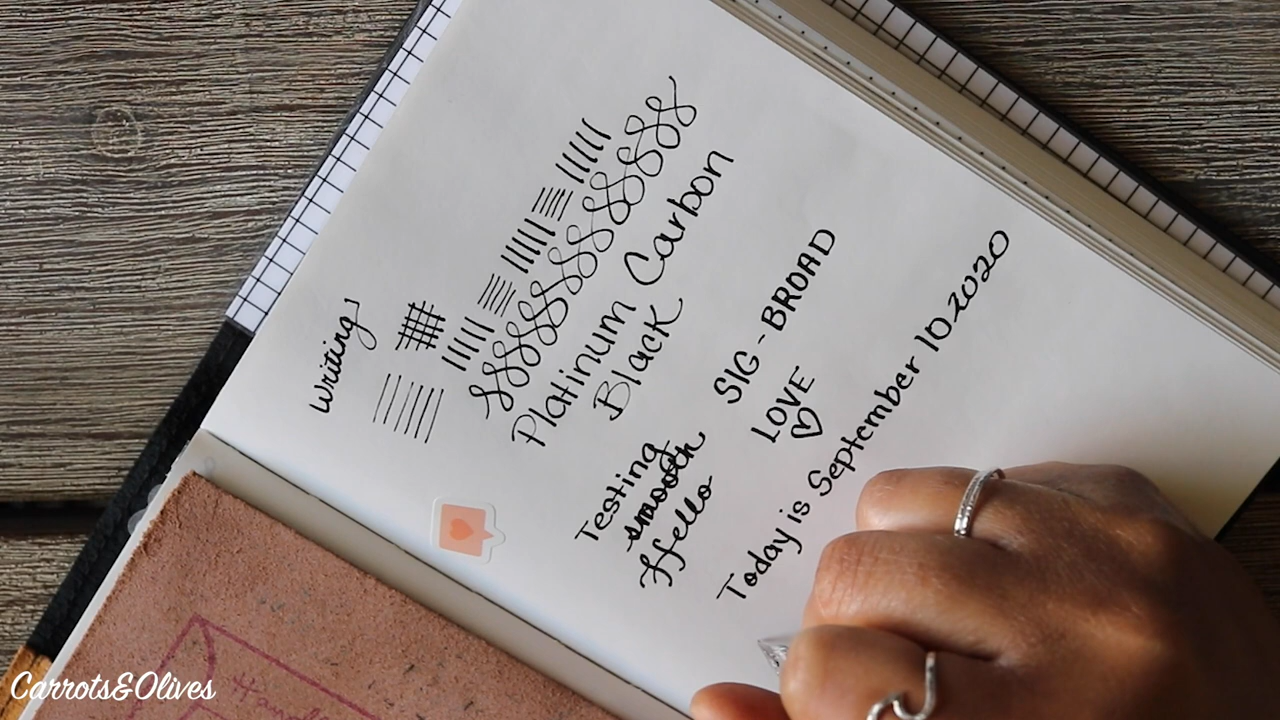 Writing
Platinum Carbon
Black
SIG - BROAD
LOVE
Testing
smooth
Hello
Today is September 10 2020
Carrots&Olives